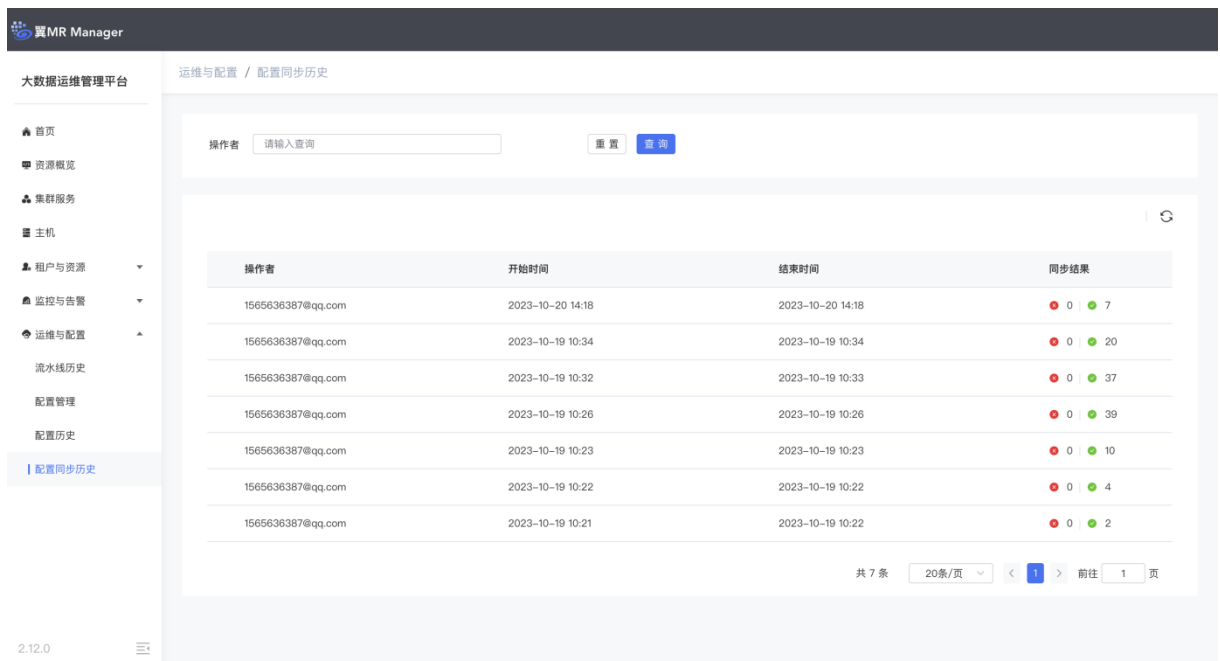 翼MR Manager
大数据运维管理平台
运维与配置 / 配置同步历史
首页
资源概览
集群服务
主机
租户与资源
监控与告警
运维与配置
流水线历史
配置管理
配置历史
配置同步历史
2.12.0
操作者 请输入查询 重置 查询
操作者 开始时间 结束时间 同步结果
1565636387@qq.com 2023-10-20 14:18 2023-10-20 14:18 0 7
1565636387@qq.com 2023-10-19 10:34 2023-10-19 10:34 0 20
1565636387@qq.com 2023-10-19 10:32 2023-10-19 10:33 0 37
1565636387@qq.com 2023-10-19 10:26 2023-10-19 10:26 0 39
1565636387@qq.com 2023-10-19 10:23 2023-10-19 10:23 0 10
1565636387@qq.com 2023-10-19 10:22 2023-10-19 10:22 0 4
1565636387@qq.com 2023-10-19 10:21 2023-10-19 10:22 0 2
共 7 条 20条/页 < 1 > 前往 1 页